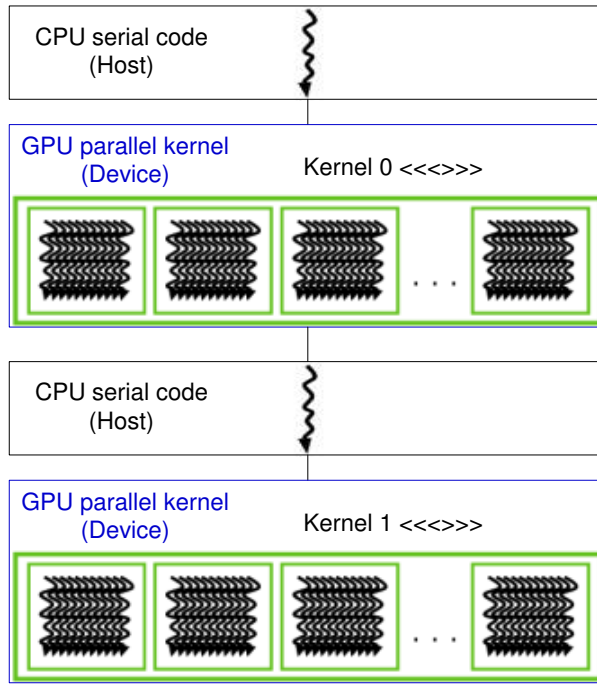 CPU serial code
(Host)
GPU parallel kernel
(Device)
Kernel 0 <<<>>>
. . .
CPU serial code
(Host)
GPU parallel kernel
(Device)
Kernel 1 <<<>>>
. . .